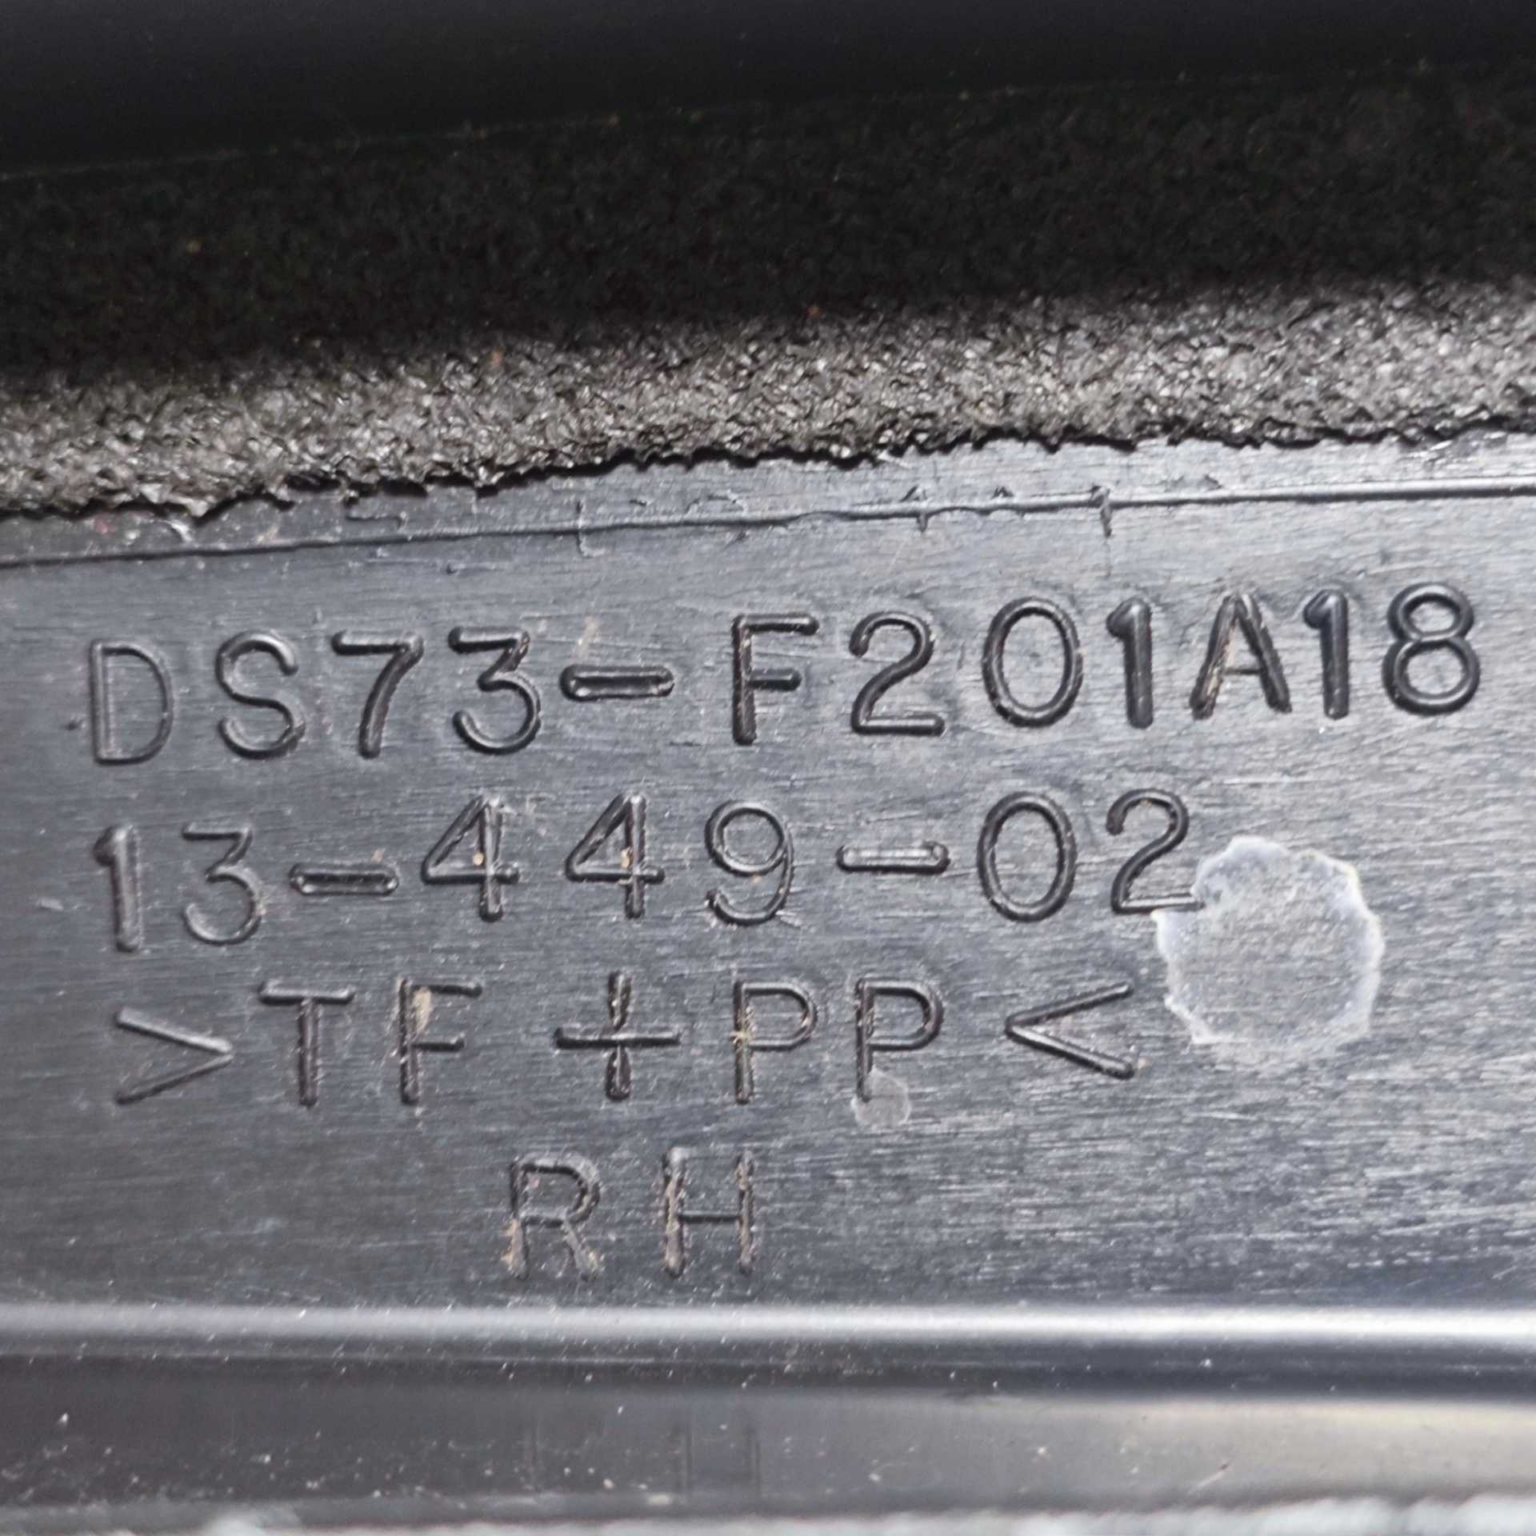 DS73-F201A18
13-449-02
>TF+PP<
RH